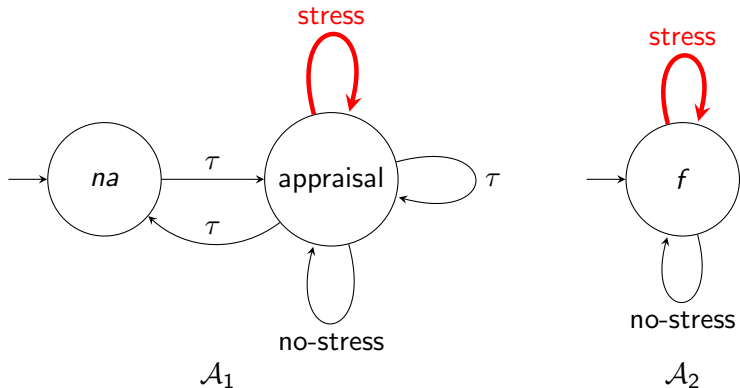 stress
stress
τ
na
appraisal
τ
f
τ
no-stress
no-stress
𝒜₁
𝒜₂